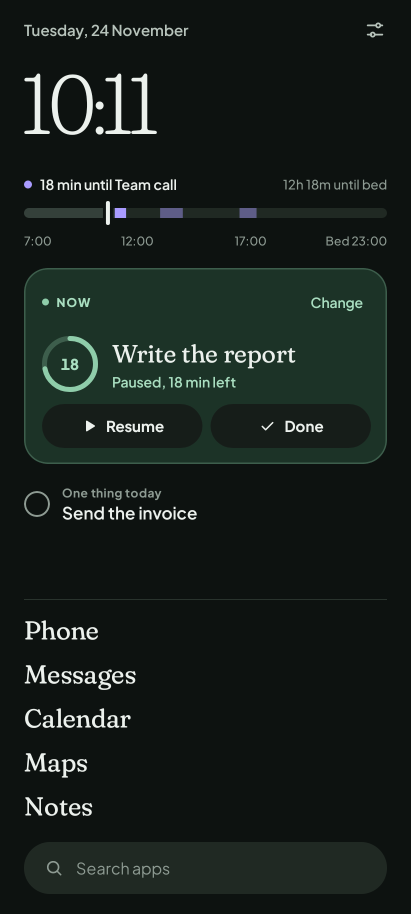 Tuesday, 24 November
10:11
18 min until Team call
12h 18m until bed
7:00
12:00
17:00
Bed 23:00
NOW
Change
18
Write the report
Paused, 18 min left
Resume
Done
One thing today
Send the invoice
Phone
Messages
Calendar
Maps
Notes
Search apps